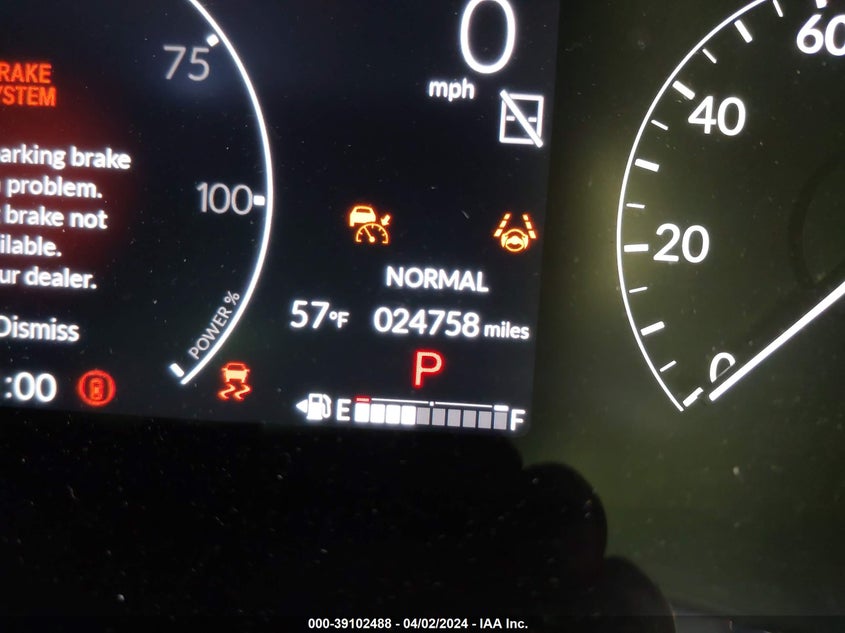 0
mph
60
75
RAKE
YSTEM
40
arking brake
problem.
brake not
ilable.
ur dealer.
100
20
NORMAL
57°F 024758 miles
POWER %
Dismiss
:00
P
E F
0
000-39102488 - 04/02/2024 - IAA Inc.